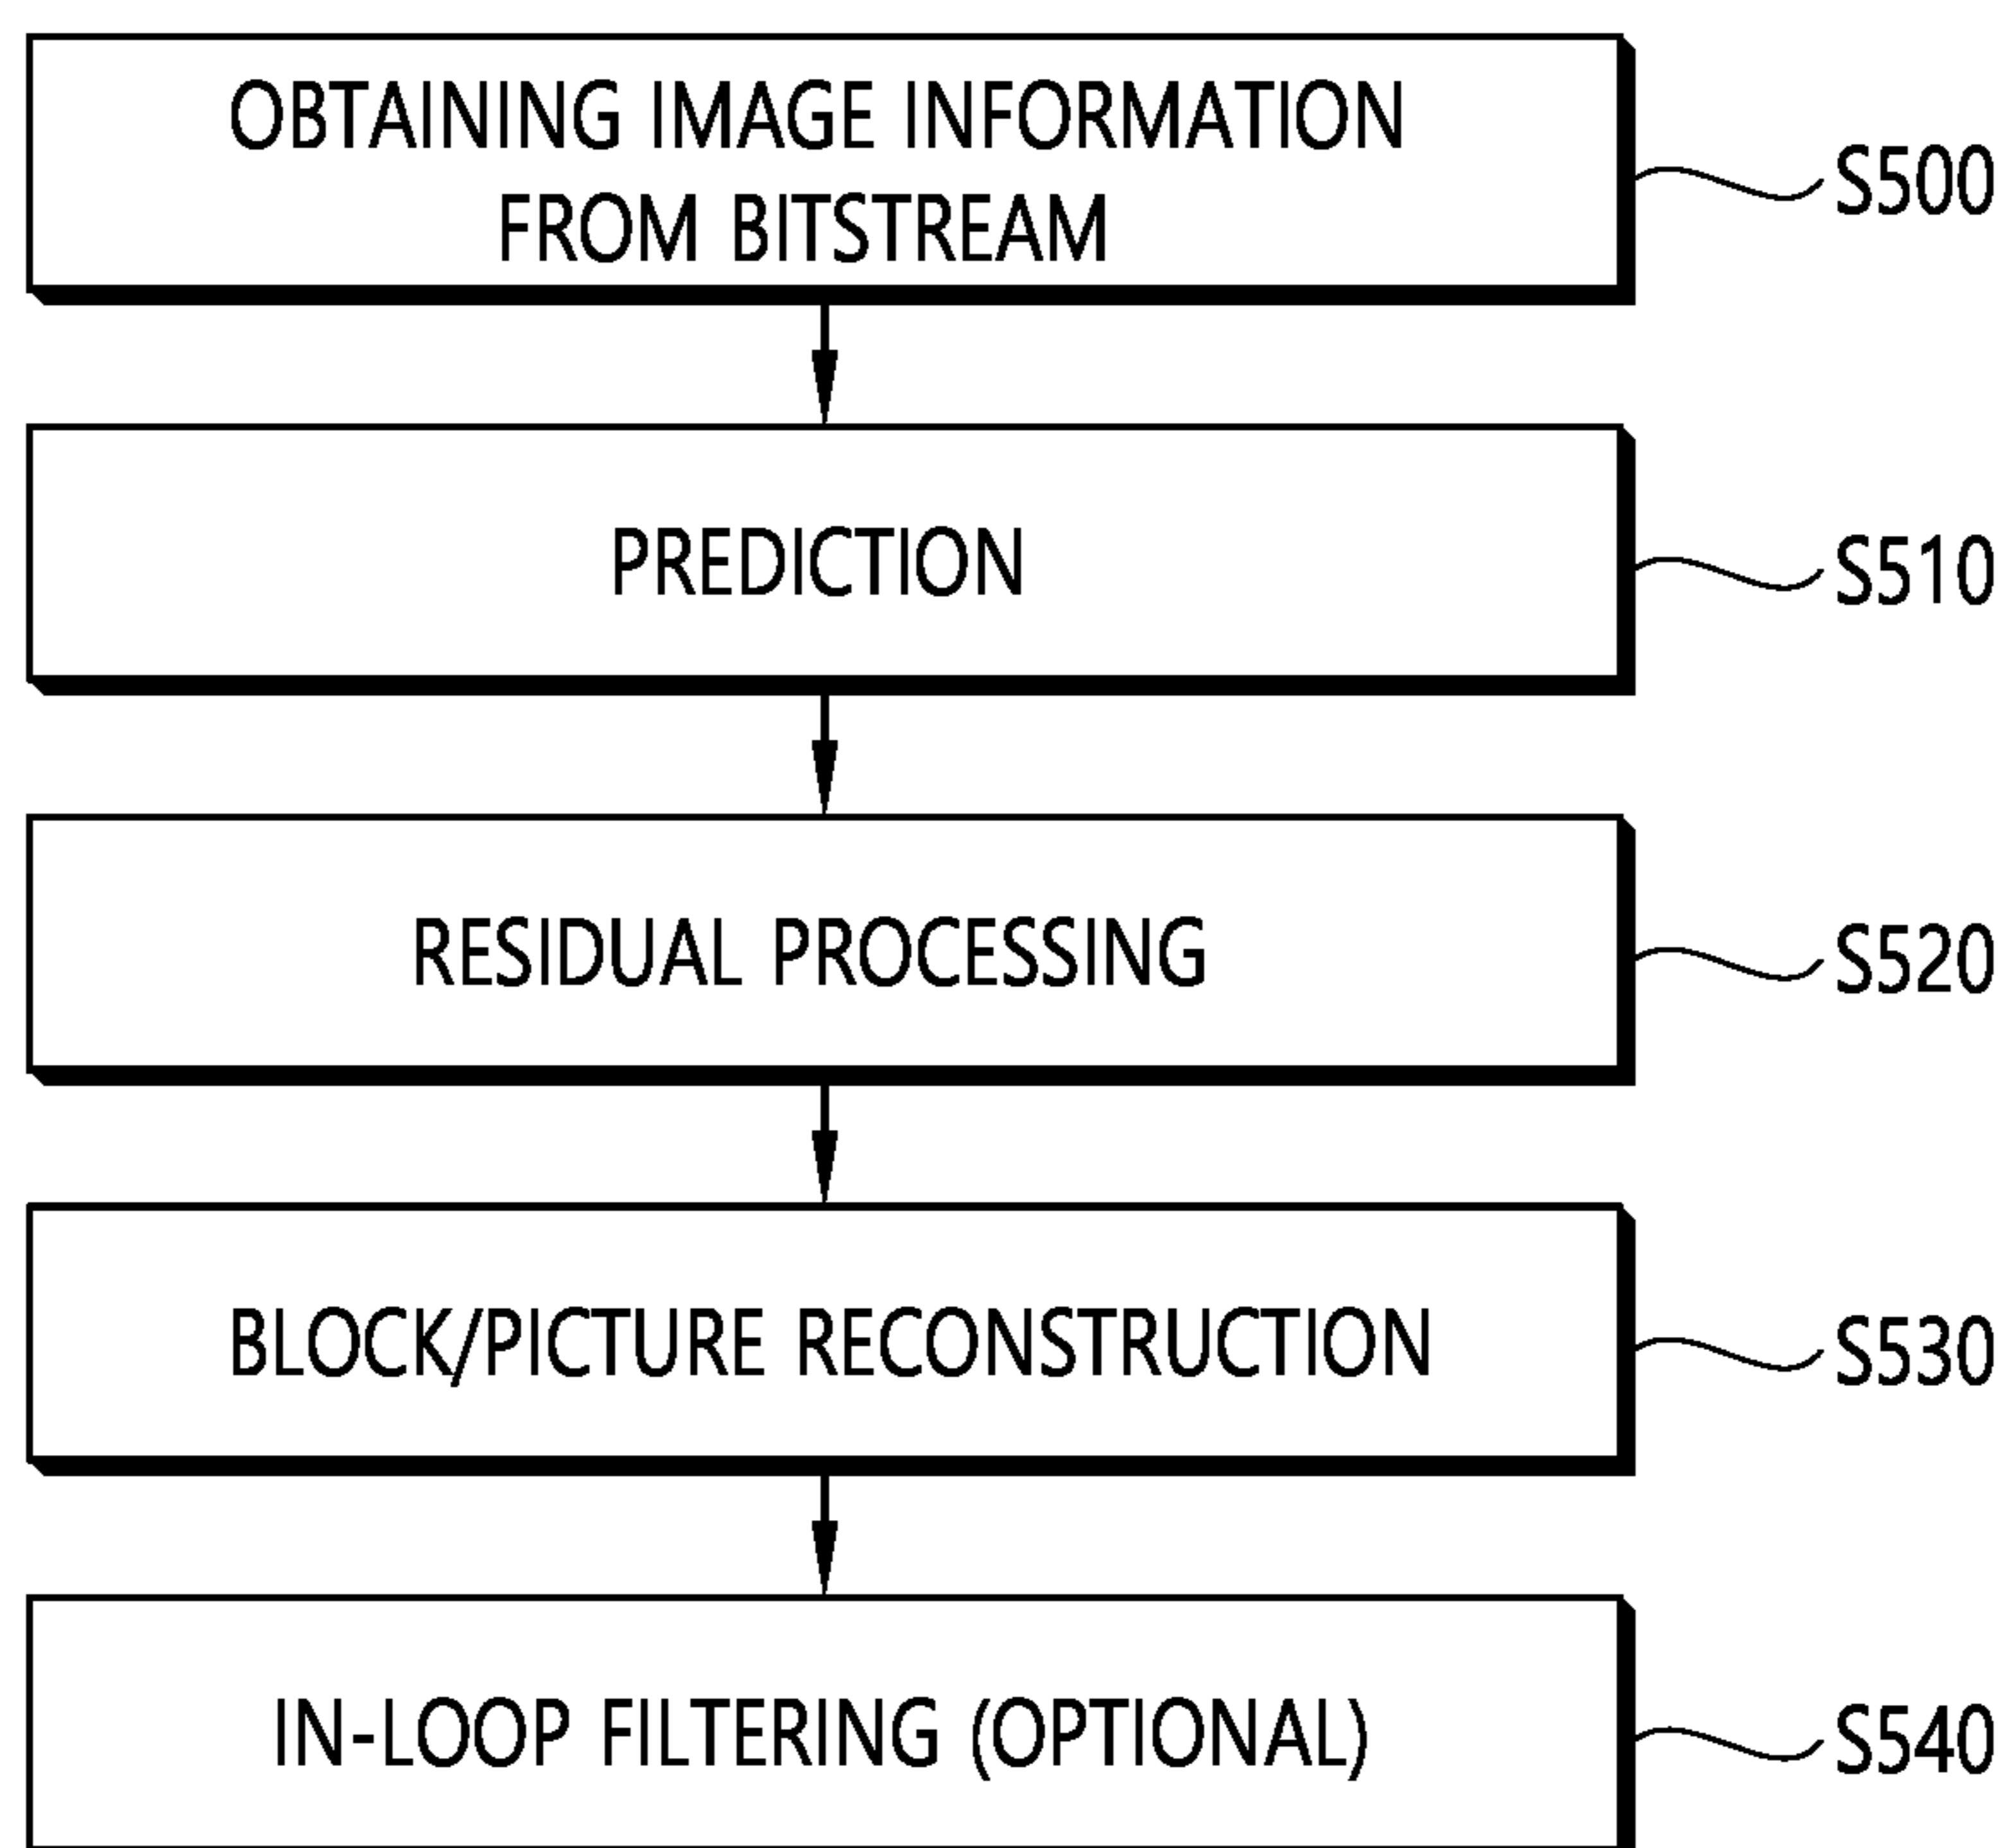 OBTAINING IMAGE INFORMATION
FROM BITSTREAM
S500
PREDICTION
S510
RESIDUAL PROCESSING
S520
BLOCK/PICTURE RECONSTRUCTION
S530
IN-LOOP FILTERING (OPTIONAL)
S540